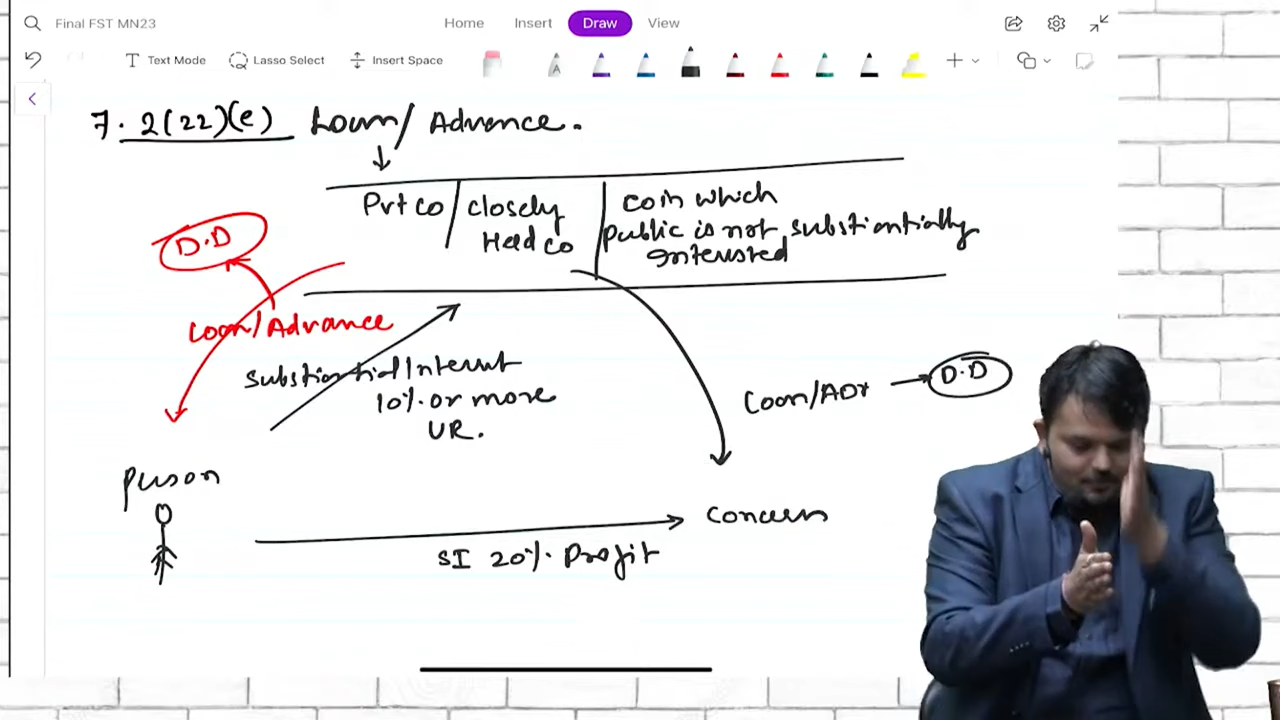 Final FST MN23
Home Insert Draw View
Text Mode Lasso Select Insert Space
7. 2(22)(e) Loan/ Advance.
Pvt co
closely
Held co
co in which
public is not substantially
Interested
D.D
Loan/Advance
Substantial Interest
10% or more
VR.
Loan/ADV
D.D
person
concern
SI 20% Profit